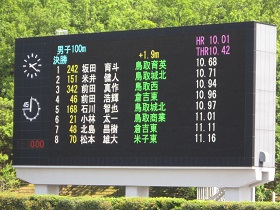 男子100m
決勝
+1.9m
HR 10.01
THR10.42
1 242 坂田 育斗 鳥取育英 10.68
2 151 米井 健人 鳥取城北 10.71
3 342 前田 真作 鳥取西 10.94
4 46 前田 浩輝 倉吉東 10.96
5 168 石川 智也 鳥取城北 10.97
6 21 小林 太一 鳥取商業 11.01
7 48 北島 昌樹 倉吉東 11.11
8 70 松本 雄大 米子東 11.16
000